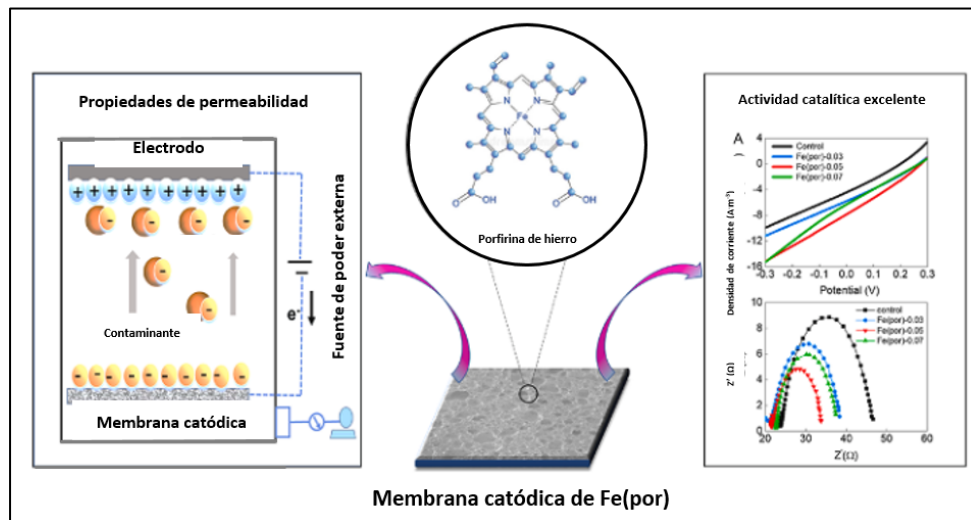 Propiedades de permeabilidad
Electrodo
+ + + + + + + +
- - - -
-
-
Contaminante
e-
Fuente de poder externa
- - - - - - - - - -
Membrana catódica
Fe
N
N
N
N
O
OH
O
OH
Porfirina de hierro
Membrana catódica de Fe(por)
Actividad catalítica excelente
A
Control
Fe(por)-0.03
Fe(por)-0.05
Fe(por)-0.07
Densidad de corriente (A m-2)
4
0
-4
-8
-12
-16
-0.3 -0.2 -0.1 0.0 0.1 0.2 0.3
Potential (V)
control
Fe(por)-0.03
Fe(por)-0.05
Fe(por)-0.07
Z' (Ω)
10
8
6
4
2
0
20 30 40 50 60
Z'(Ω)